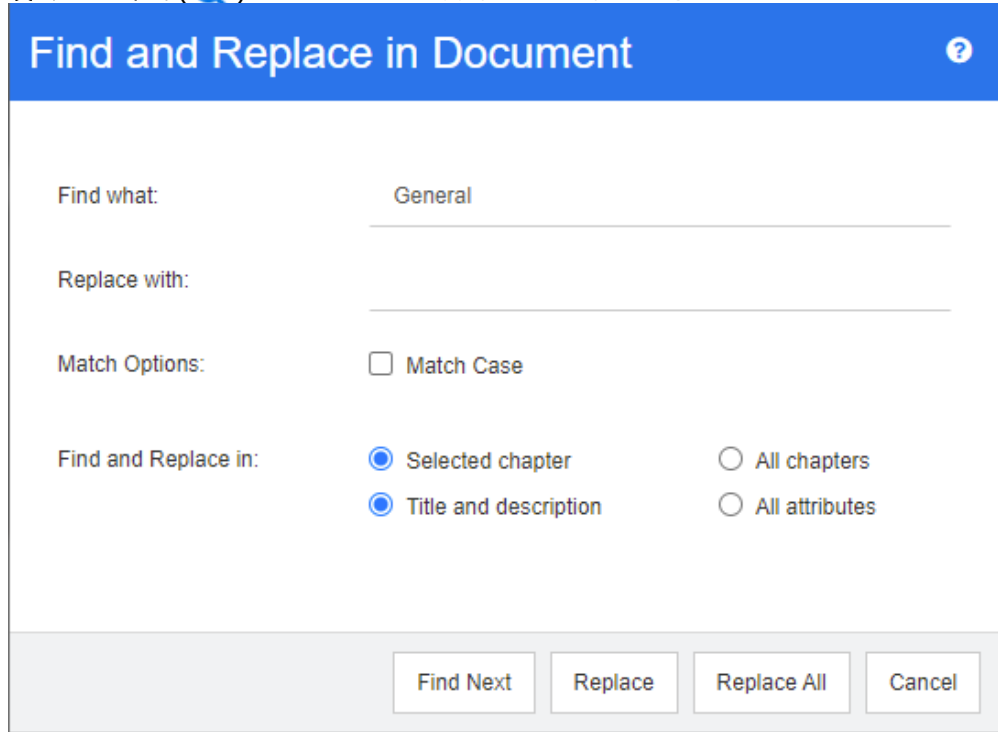 Find and Replace in Document
Find what: General
Replace with:
Match Options: Match Case
Find and Replace in: Selected chapter All chapters
Title and description All attributes
Find Next Replace Replace All Cancel